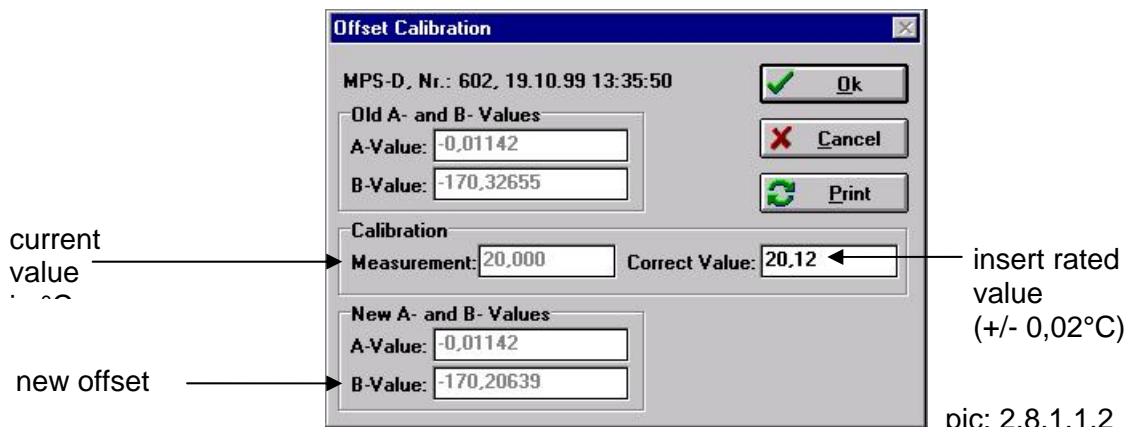 Offset Calibration
MPS-D, Nr.: 602, 19.10.99 13:35:50
Ok
Old A- and B- Values
A-Value: -0,01142
Cancel
B-Value: -170,32655
Print
Calibration
current
value
Measurement: 20,000 Correct Value: 20,12
insert rated
value
(+/- 0,02°C)
New A- and B- Values
A-Value: -0,01142
new offset
B-Value: -170,20639
pic: 2.8.1.1.2